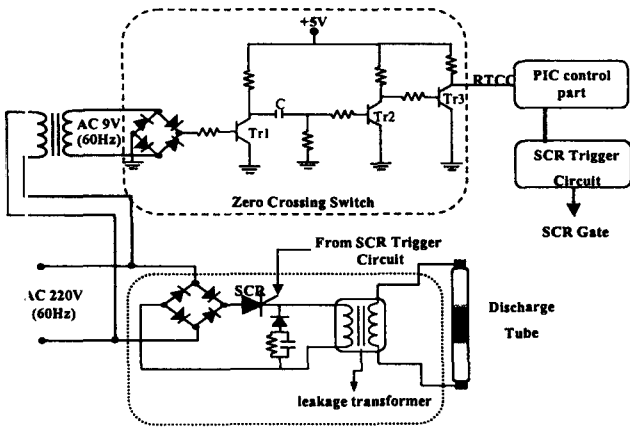 +5V
RTCC
PIC control
part
C
Tr1
Tr2
Tr3
AC 9V
(60Hz)
SCR Trigger
Circuit
Zero Crossing Switch
SCR Gate
From SCR Trigger
Circuit
AC 220V
(60Hz)
SCR
Discharge
Tube
leakage transformer